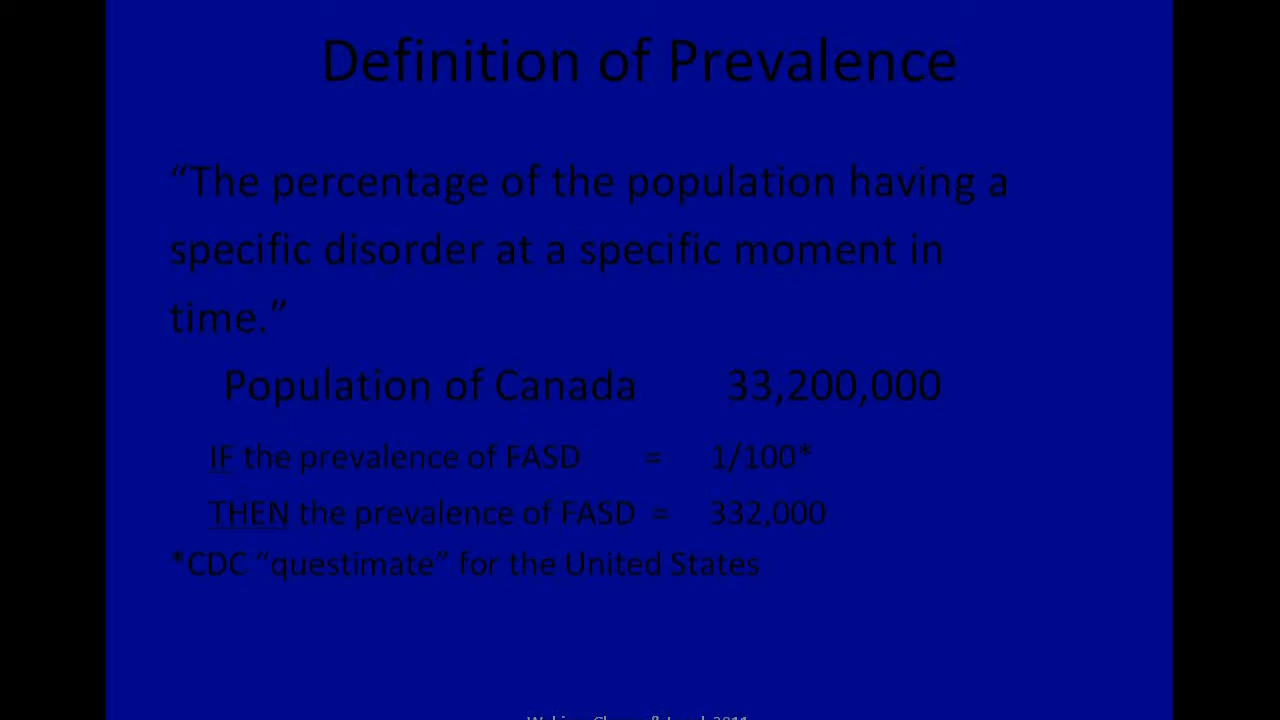 Definition of Prevalence
“The percentage of the population having a
specific disorder at a specific moment in
time.”
Population of Canada 33,200,000
IF the prevalence of FASD = 1/100*
THEN the prevalence of FASD = 332,000
*CDC “questimate” for the United States
2011